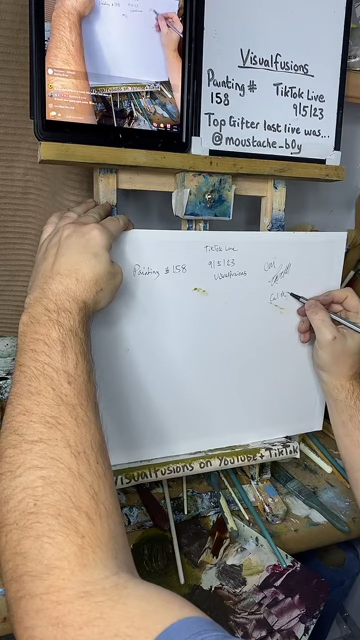 Visualfusions
Painting # TikTok Live
158 9/5/23
Top Gifter last live was...
@moustache_b0y
TikTok Live
Painting # 158 9/5/23
Visualfusions
Visualfusions on YouTube + TikTok